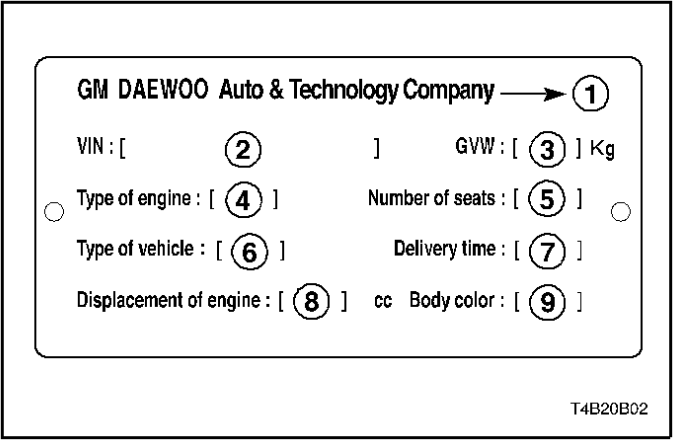 GM DAEWOO Auto & Technology Company 1
VIN : [ 2 ] GVW : [ 3 ] Kg
Type of engine : [ 4 ] Number of seats : [ 5 ]
Type of vehicle : [ 6 ] Delivery time : [ 7 ]
Displacement of engine : [ 8 ] cc Body color : [ 9 ]
T4B20B02